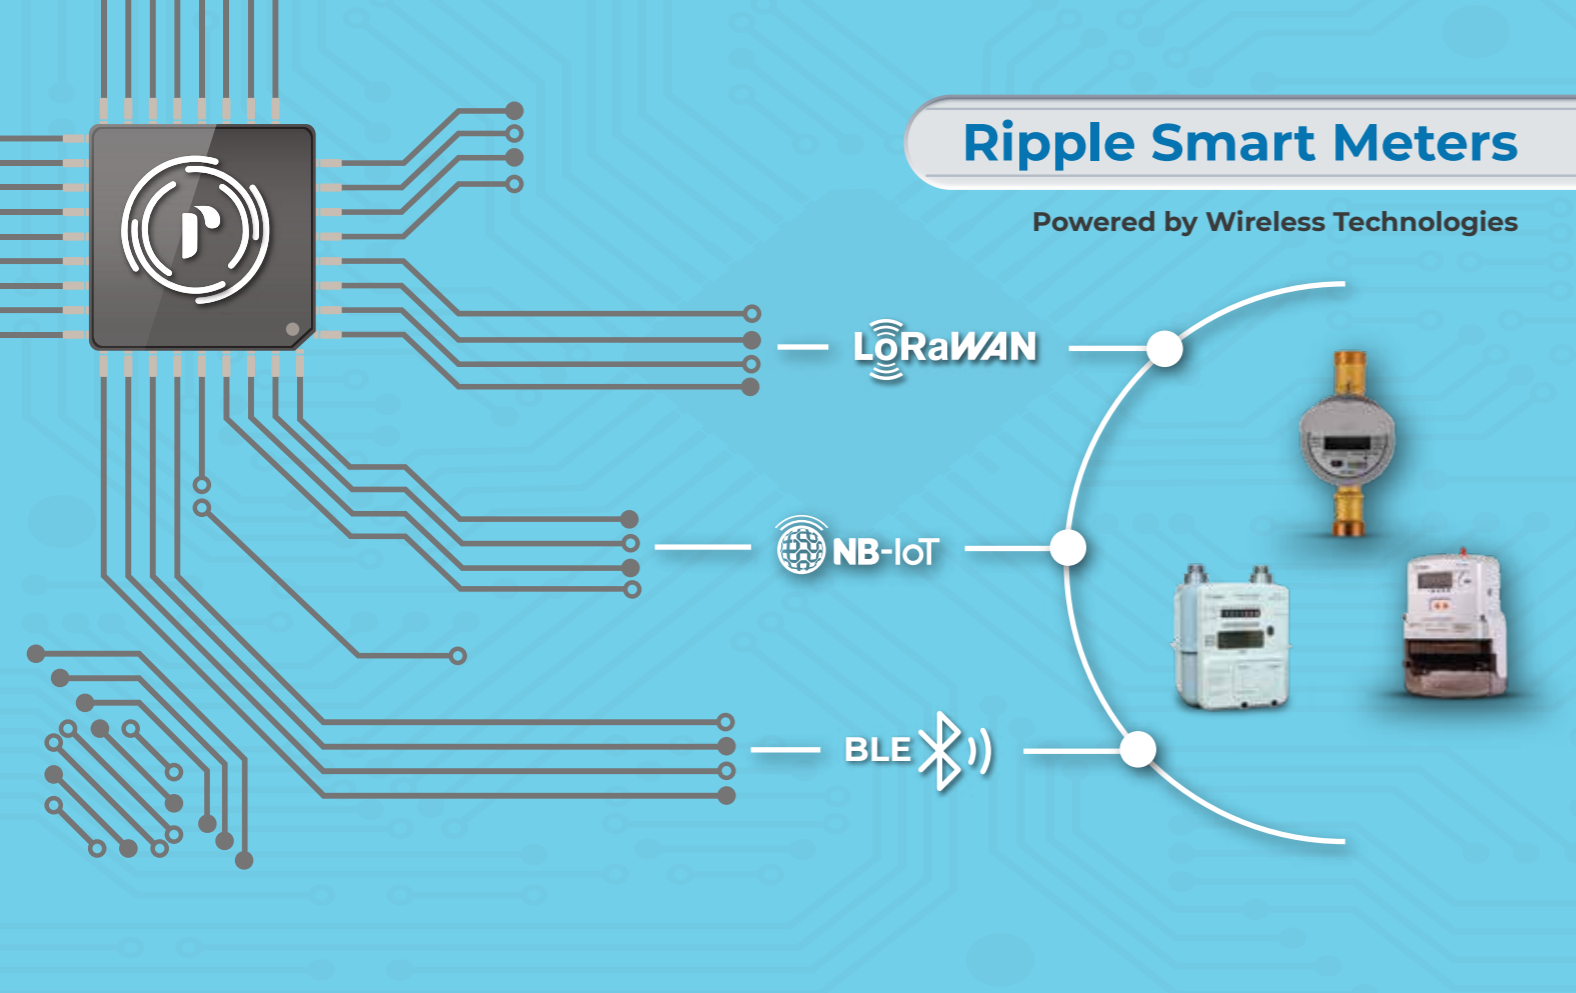 Ripple Smart Meters
Powered by Wireless Technologies
r
LoRaWAN
NB-IoT
BLE